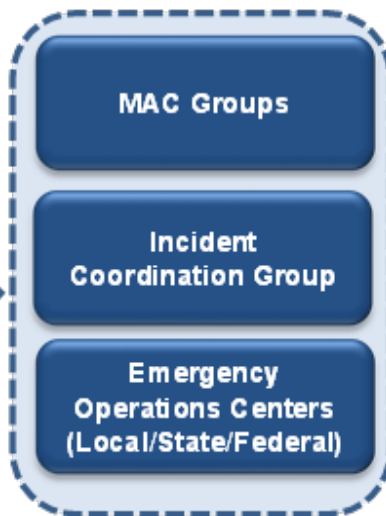 MAC Groups
Incident
Coordination Group
Emergency
Operations Centers
(Local/State/Federal)